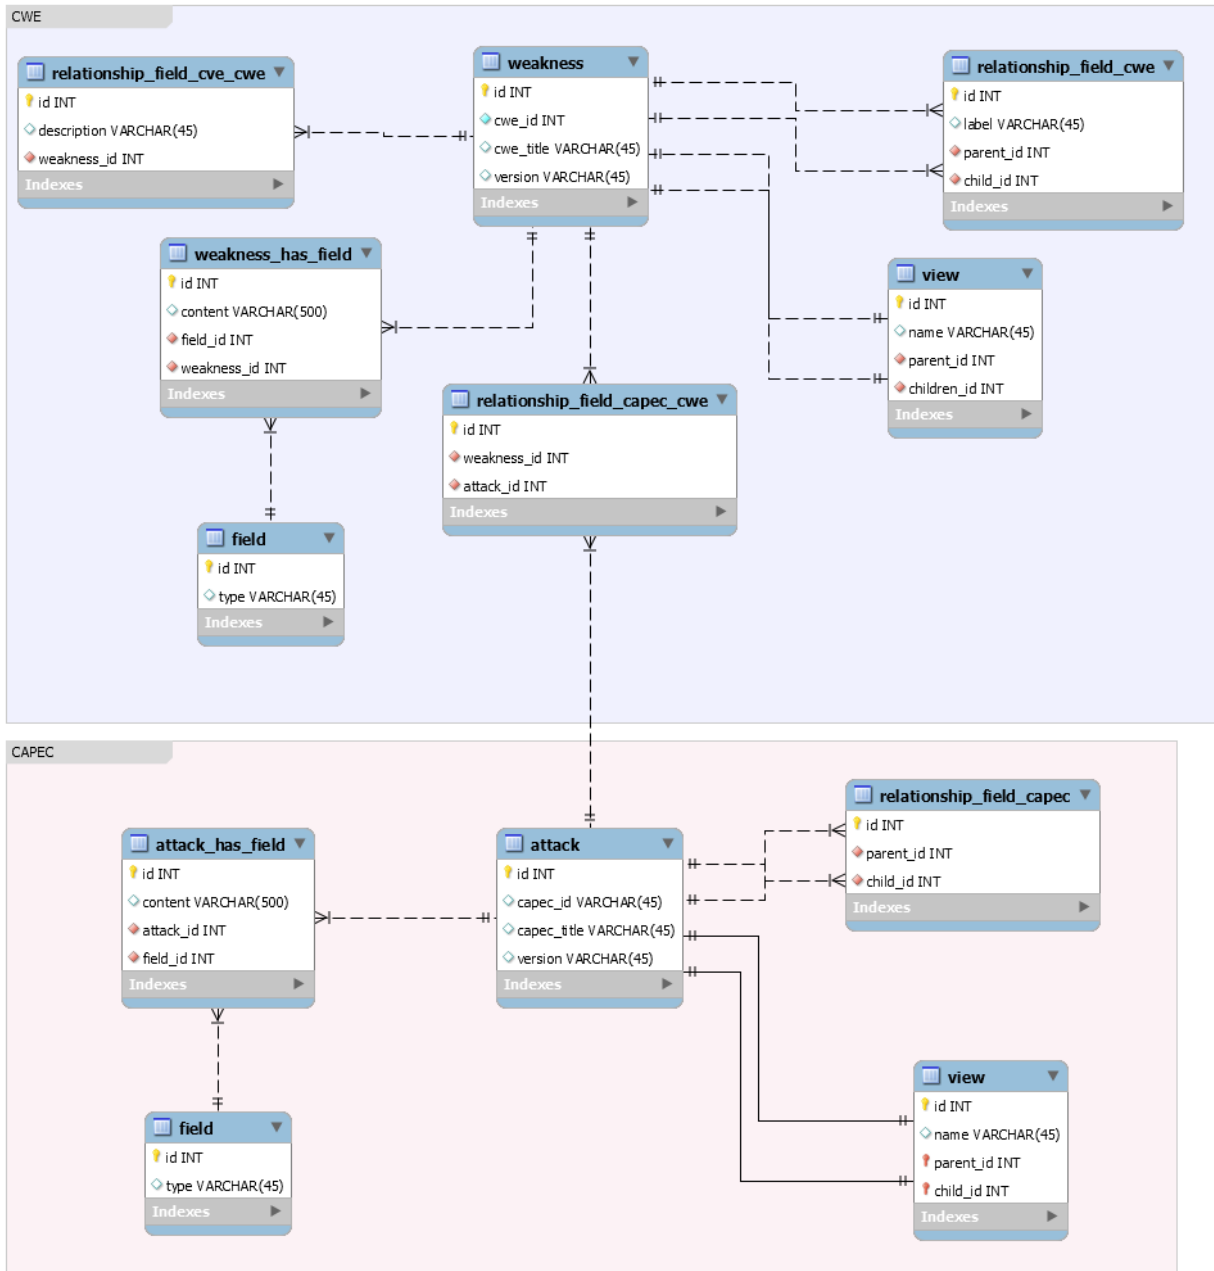 CWE
relationship_field_cve_cwe
id INT
description VARCHAR(45)
weakness_id INT
Indexes
weakness
id INT
cwe_id INT
cwe_title VARCHAR(45)
version VARCHAR(45)
Indexes
relationship_field_cwe
id INT
label VARCHAR(45)
parent_id INT
child_id INT
Indexes
weakness_has_field
id INT
content VARCHAR(500)
field_id INT
weakness_id INT
Indexes
view
id INT
name VARCHAR(45)
parent_id INT
children_id INT
Indexes
relationship_field_capec_cwe
id INT
weakness_id INT
attack_id INT
Indexes
field
id INT
type VARCHAR(45)
Indexes
CAPEC
relationship_field_capec
id INT
parent_id INT
child_id INT
Indexes
attack_has_field
id INT
content VARCHAR(500)
attack_id INT
field_id INT
Indexes
attack
id INT
capec_id VARCHAR(45)
capec_title VARCHAR(45)
version VARCHAR(45)
Indexes
view
id INT
name VARCHAR(45)
parent_id INT
child_id INT
Indexes
field
id INT
type VARCHAR(45)
Indexes